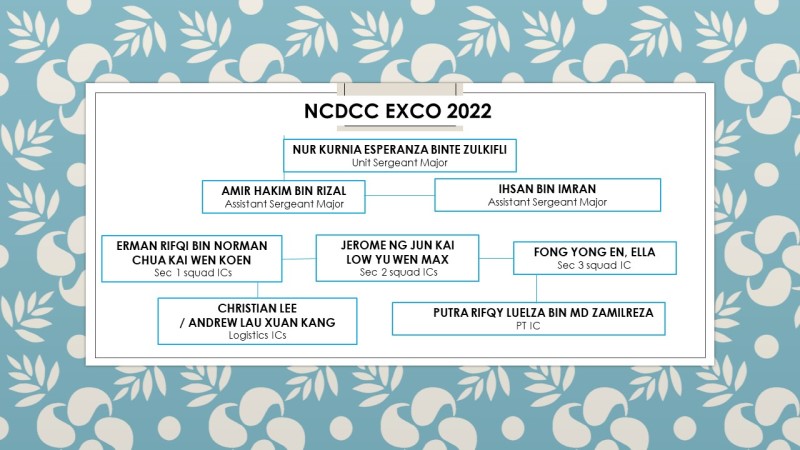 NCDCC EXCO 2022
NUR KURNIA ESPERANZA BINTE ZULKIFLI
Unit Sergeant Major
AMIR HAKIM BIN RIZAL
Assistant Sergeant Major
IHSAN BIN IMRAN
Assistant Sergeant Major
ERMAN RIFQI BIN NORMAN
CHUA KAI WEN KOEN
Sec 1 squad ICs
JEROME NG JUN KAI
LOW YU WEN MAX
Sec 2 squad ICs
FONG YONG EN, ELLA
Sec 3 squad IC
CHRISTIAN LEE
/ ANDREW LAU XUAN KANG
Logistics ICs
PUTRA RIFQY LUELZA BIN MD ZAMILREZA
PT IC